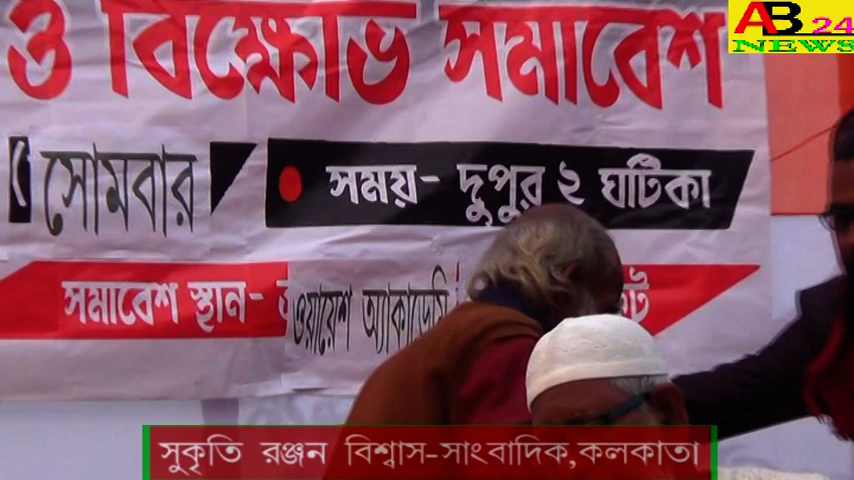 AB 24
NEWS
ও বিক্ষোভ সমাবেশ
সোমবার সময়- দুপুর ২ ঘটিকা
সমাবেশ স্থান- ওয়ায়েশ অ্যাকাডেমি
সুকৃতি রঞ্জন বিশ্বাস-সাংবাদিক,কলকাতা